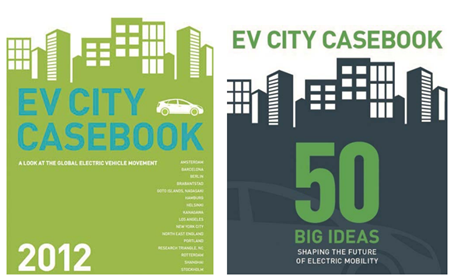 EV CITY
CASEBOOK
A LOOK AT THE GLOBAL ELECTRIC VEHICLE MOVEMENT
AMSTERDAM
BARCELONA
BERLIN
BRABANTSTAD
GOTO ISLANDS, NAGASAKI
HAMBURG
HELSINKI
KANAGAWA
LOS ANGELES
NEW YORK CITY
NORTH EAST ENGLAND
PORTLAND
RESEARCH TRIANGLE, NC
ROTTERDAM
SHANGHAI
STOCKHOLM
2012
EV CITY CASEBOOK
50
BIG IDEAS
SHAPING THE FUTURE
OF ELECTRIC MOBILITY